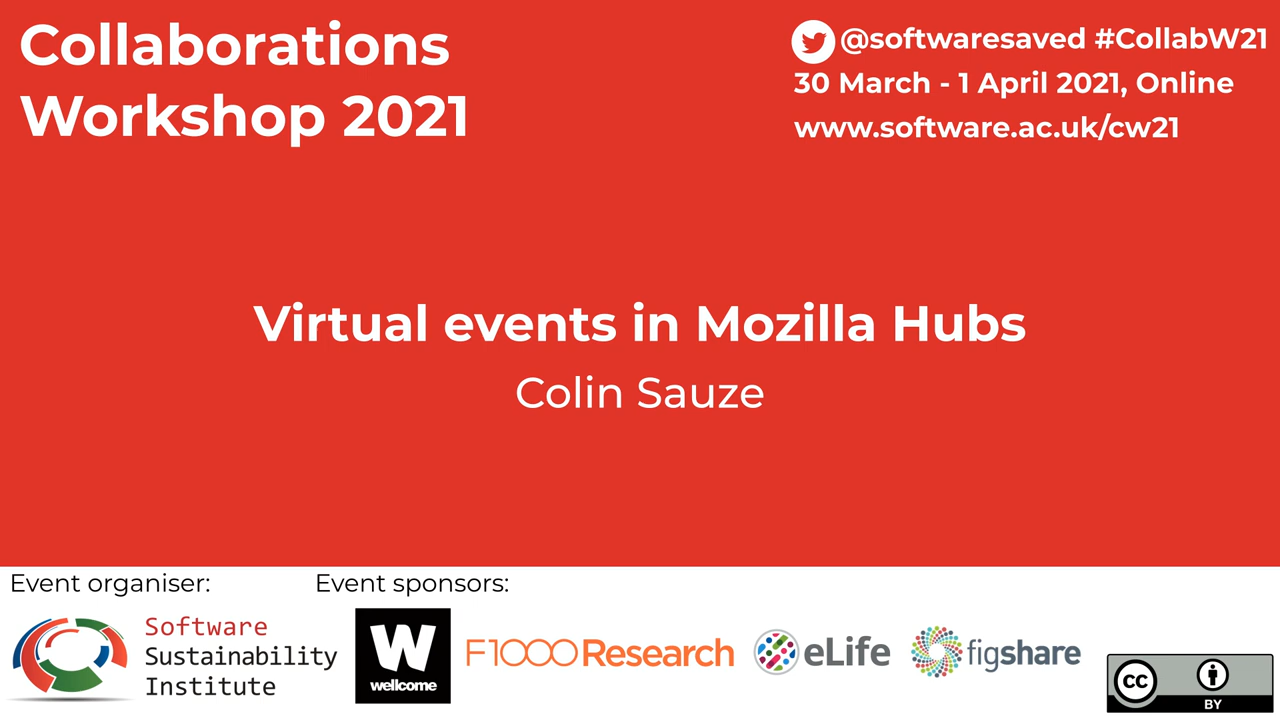 Collaborations
Workshop 2021
@softwaresaved #CollabW21
30 March - 1 April 2021, Online
www.software.ac.uk/cw21
Virtual events in Mozilla Hubs
Colin Sauze
Event organiser:
Event sponsors:
Software
Sustainability
Institute
W
wellcome
F1000Research
eLife
figshare
cc
BY